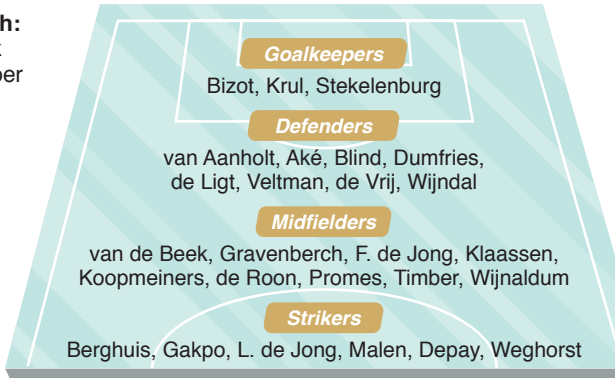 h:
per
Goalkeepers
Bizot, Krul, Stekelenburg
Defenders
van Aanholt, Aké, Blind, Dumfries,
de Ligt, Veltman, de Vrij, Wijndal
Midfielders
van de Beek, Gravenberch, F. de Jong, Klaassen,
Koopmeiners, de Roon, Promes, Timber, Wijnaldum
Strikers
Berghuis, Gakpo, L. de Jong, Malen, Depay, Weghorst